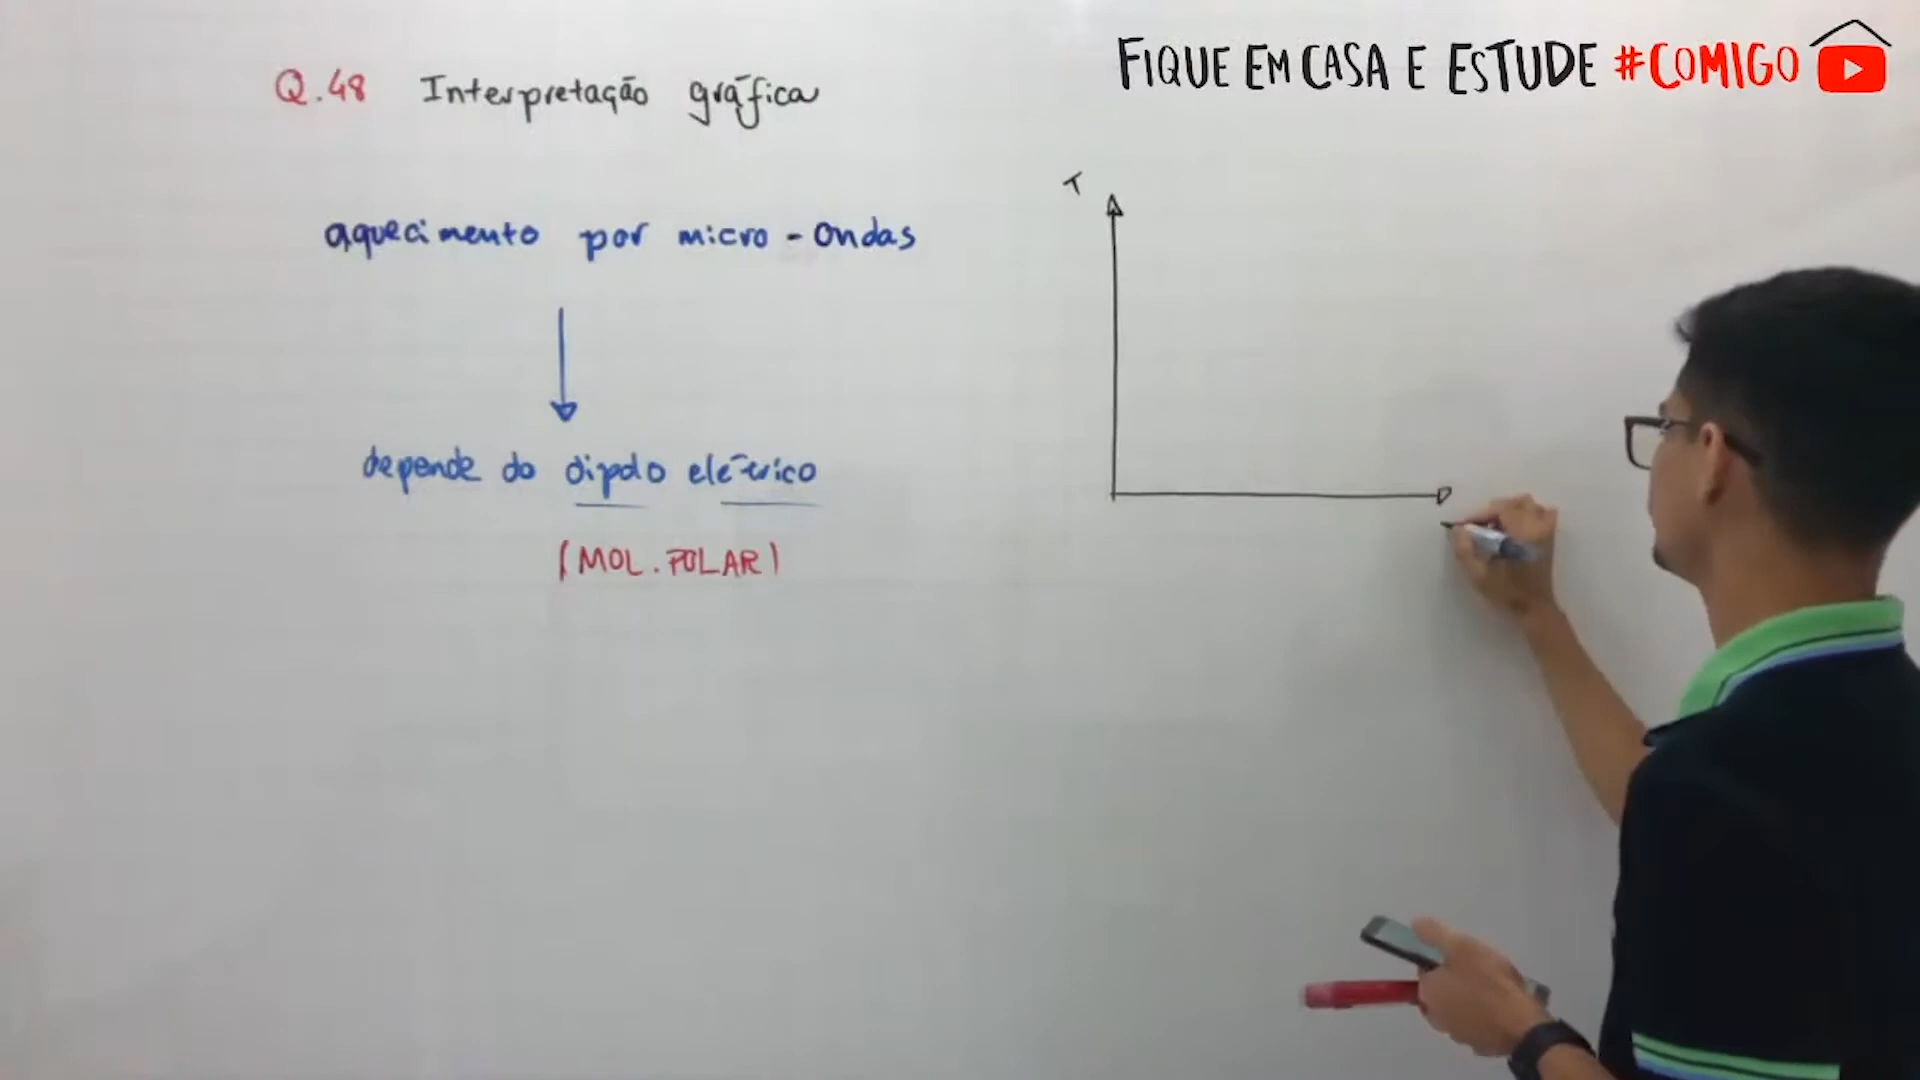 FIQUE EM CASA E ESTUDE #COMIGO
Q.48 Interpretação gráfica
T
aquecimento por micro-ondas
depende do dipolo elétrico
(MOL. POLAR)